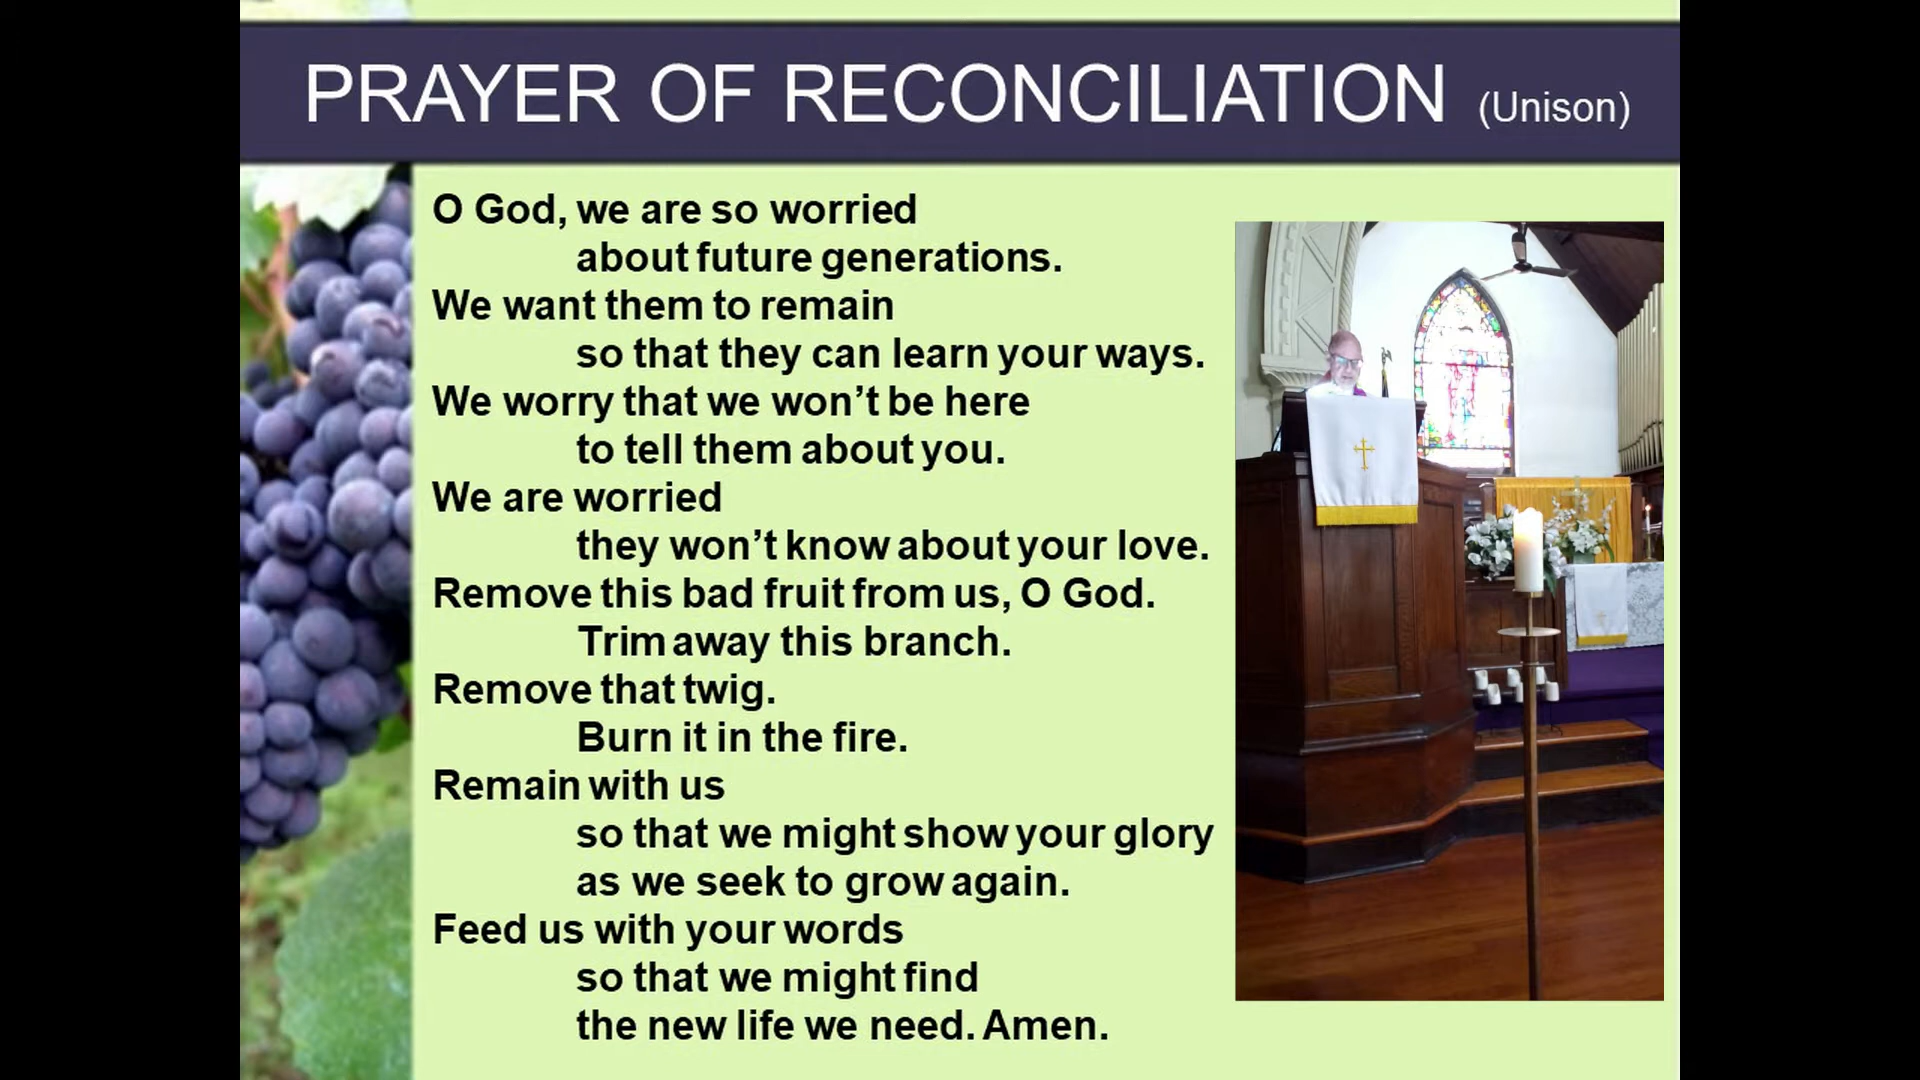 PRAYER OF RECONCILIATION (Unison)
O God, we are so worried
about future generations.
We want them to remain
so that they can learn your ways.
We worry that we won’t be here
to tell them about you.
We are worried
they won’t know about your love.
Remove this bad fruit from us, O God.
Trim away this branch.
Remove that twig.
Burn it in the fire.
Remain with us
so that we might show your glory
as we seek to grow again.
Feed us with your words
so that we might find
the new life we need. Amen.